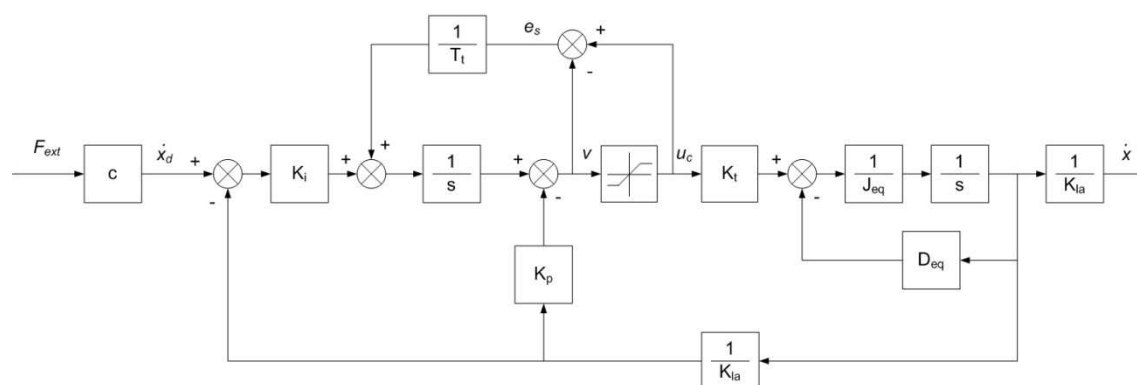 1
T_t
e_s
+
-
F_ext
c
ẋ_d
+
-
K_i
+
+
1
s
+
-
v
u_c
K_t
+
-
1
J_eq
1
s
1
K_la
ẋ
D_eq
K_p
1
K_la